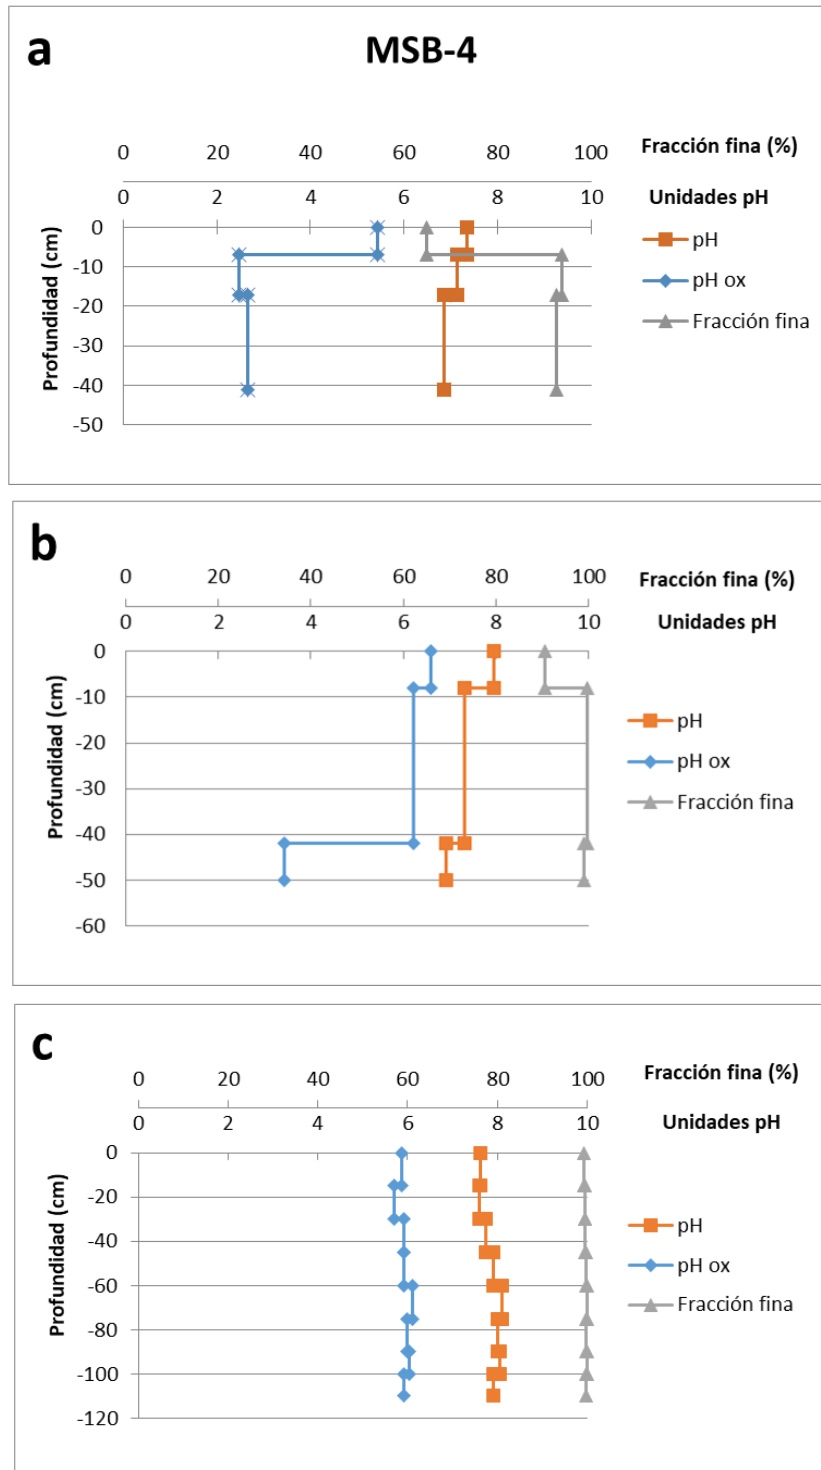 a
MSB-4
0 20 40 60 80 100 Fracción fina (%)
0 2 4 6 8 10 Unidades pH
Profundidad (cm)
0
-10
-20
-30
-40
-50
pH
pH ox
Fracción fina
b
0 20 40 60 80 100 Fracción fina (%)
0 2 4 6 8 10 Unidades pH
Profundidad (cm)
0
-10
-20
-30
-40
-50
-60
pH
pH ox
Fracción fina
c
0 20 40 60 80 100 Fracción fina (%)
0 2 4 6 8 10 Unidades pH
Profundidad (cm)
0
-20
-40
-60
-80
-100
-120
pH
pH ox
Fracción fina